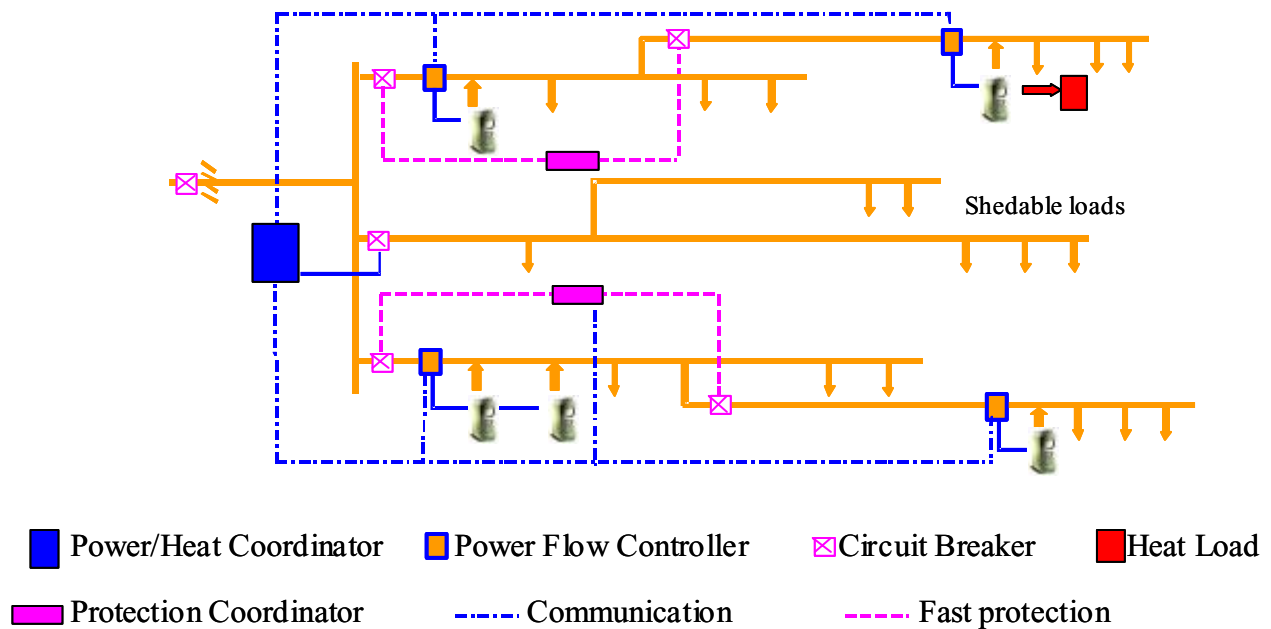 Shedable loads
Power/Heat Coordinator Power Flow Controller Circuit Breaker Heat Load
Protection Coordinator Communication Fast protection